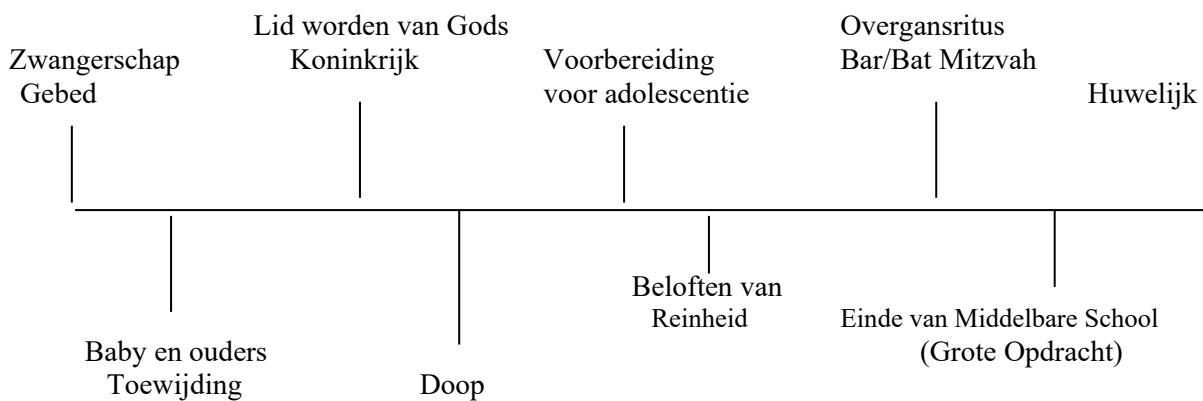 Zwangerschap
Gebed
Lid worden van Gods
Koninkrijk
Voorbereiding
voor adolescentie
Overgansritus
Bar/Bat Mitzvah
Huwelijk
Baby en ouders
Toewijding
Doop
Beloften van
Reinheid
Einde van Middelbare School
(Grote Opdracht)